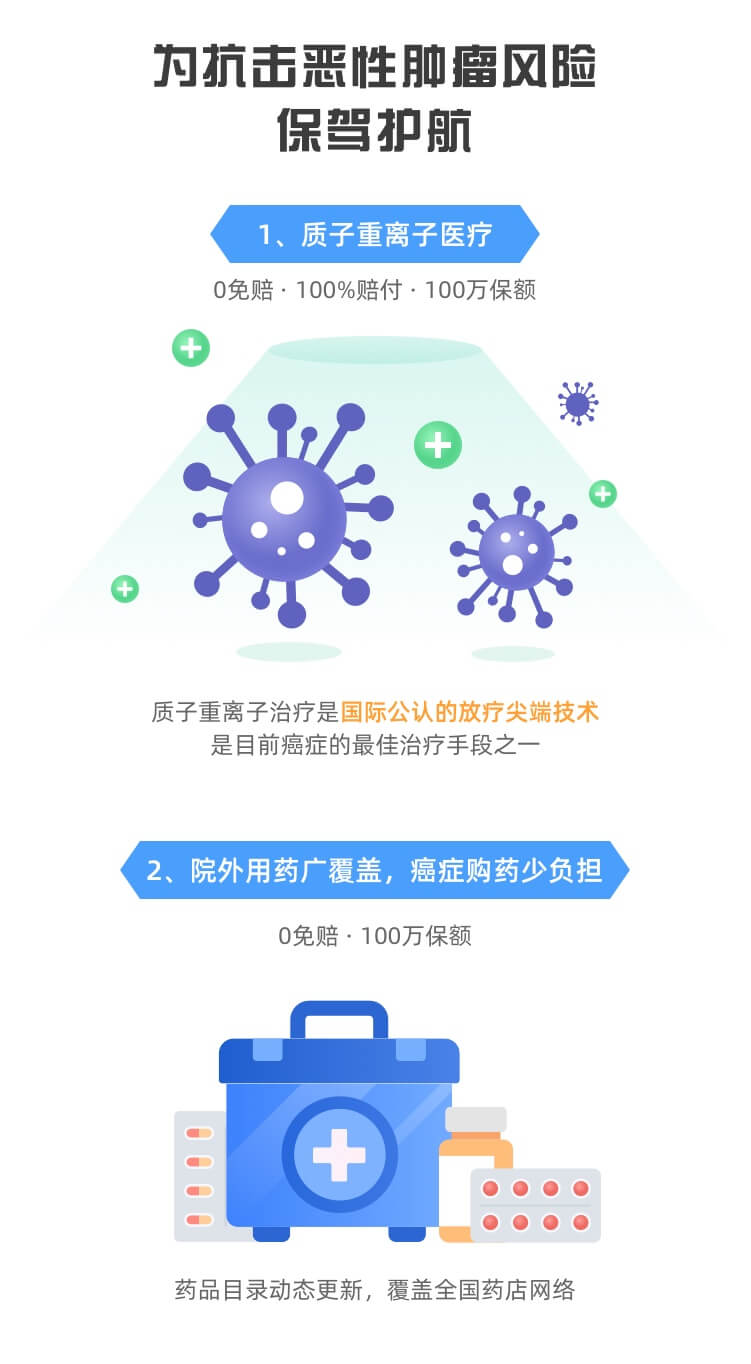 为抗击恶性肿瘤风险
保驾护航
1、质子重离子医疗
0免赔 · 100%赔付 · 100万保额
质子重离子治疗是国际公认的放疗尖端技术
是目前癌症的最佳治疗手段之一
2、院外用药广覆盖，癌症购药少负担
0免赔 · 100万保额
药品目录动态更新，覆盖全国药店网络